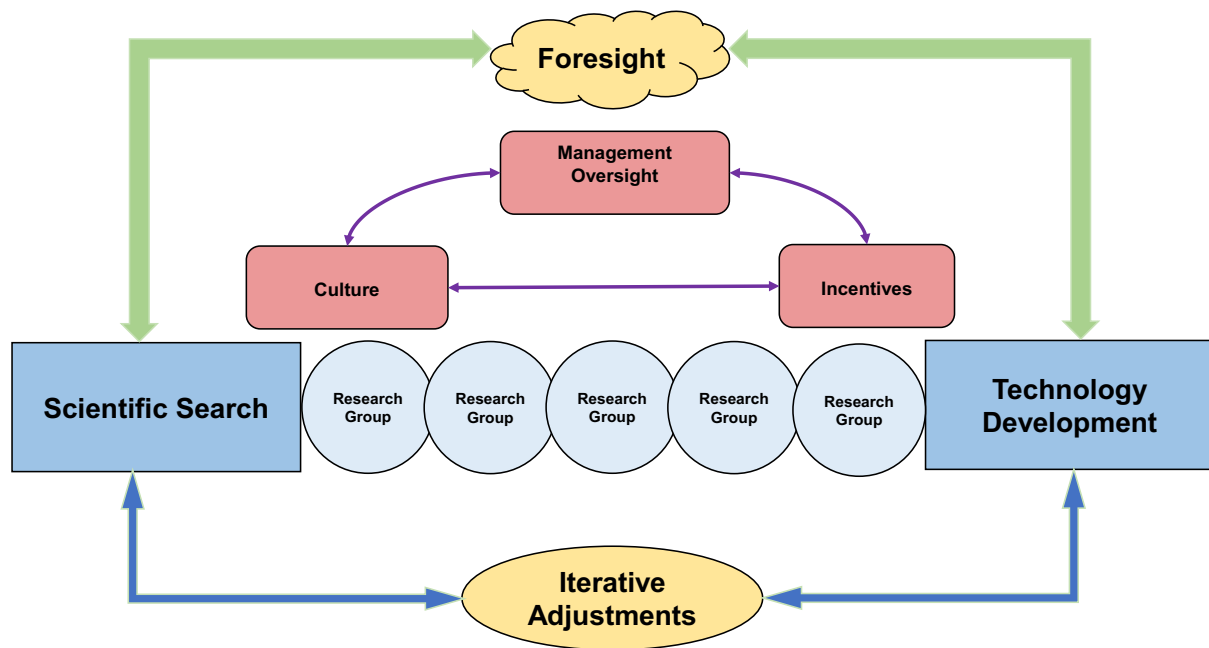 Foresight
Management
Oversight
Culture
Incentives
Scientific Search
Research
Group
Research
Group
Research
Group
Research
Group
Research
Group
Technology
Development
Iterative
Adjustments